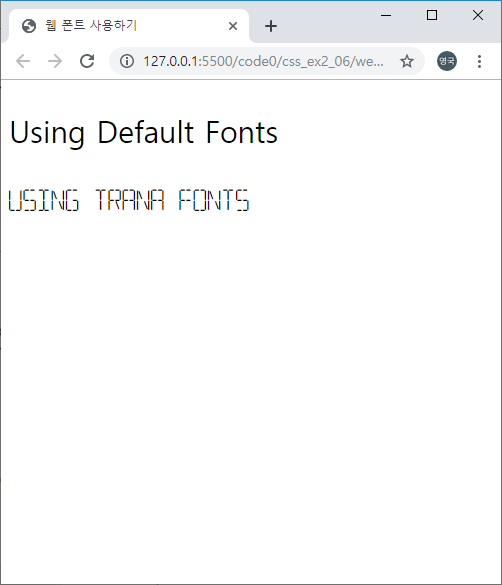 웹 폰트 사용하기
127.0.0.1:5500/code0/css_ex2_06/we...
영국
Using Default Fonts
USING TRANA FONTS